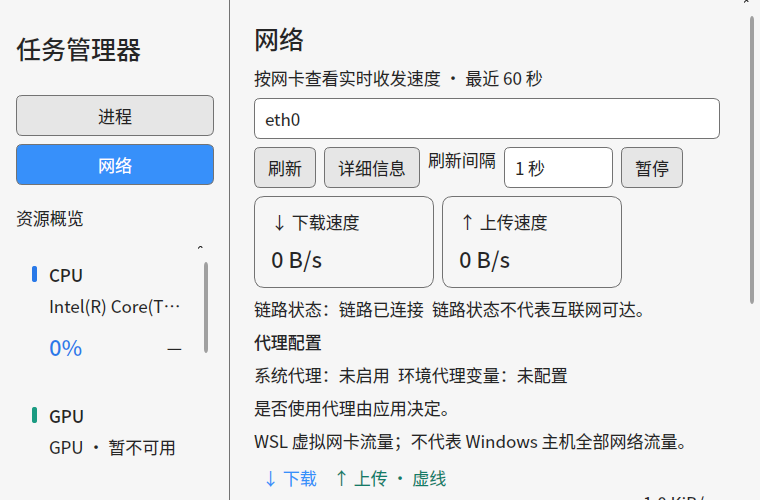 任务管理器
进程
网络
资源概览
CPU
Intel(R) Core(T⋯
0% —
GPU
GPU · 暂不可用
网络
按网卡查看实时收发速度 · 最近 60 秒
eth0
刷新 详细信息 刷新间隔 1 秒 暂停
↓ 下载速度 ↑ 上传速度
0 B/s 0 B/s
链路状态：链路已连接 链路状态不代表互联网可达。
代理配置
系统代理：未启用 环境代理变量：未配置
是否使用代理由应用决定。
WSL 虚拟网卡流量；不代表 Windows 主机全部网络流量。
↓ 下载 ↑ 上传 · 虚线